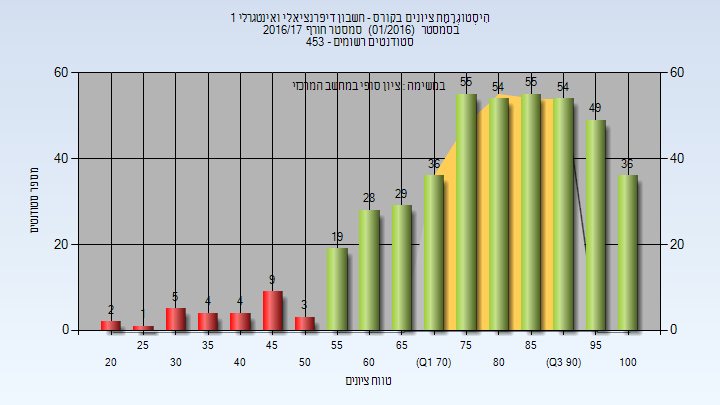 היסטוגרמת ציונים בקורס - חשבון דיפרנציאלי ואינטגרלי 1
בסמסטר (01/2016) סמסטר חורף 2016/17
סטודנטים רשומים - 453
במשימה : ציון סופי במחשב המרכזי
60 60
40 40
20 20
0 0
מספר סטודנטים
2 1 5 4 4 9 3 19 28 29 36 55 54 55 54 49 36
25 35 45 55 65 75 85 95
20 30 40 50 60 (Q1 70) 80 (Q3 90) 100
טווח ציונים